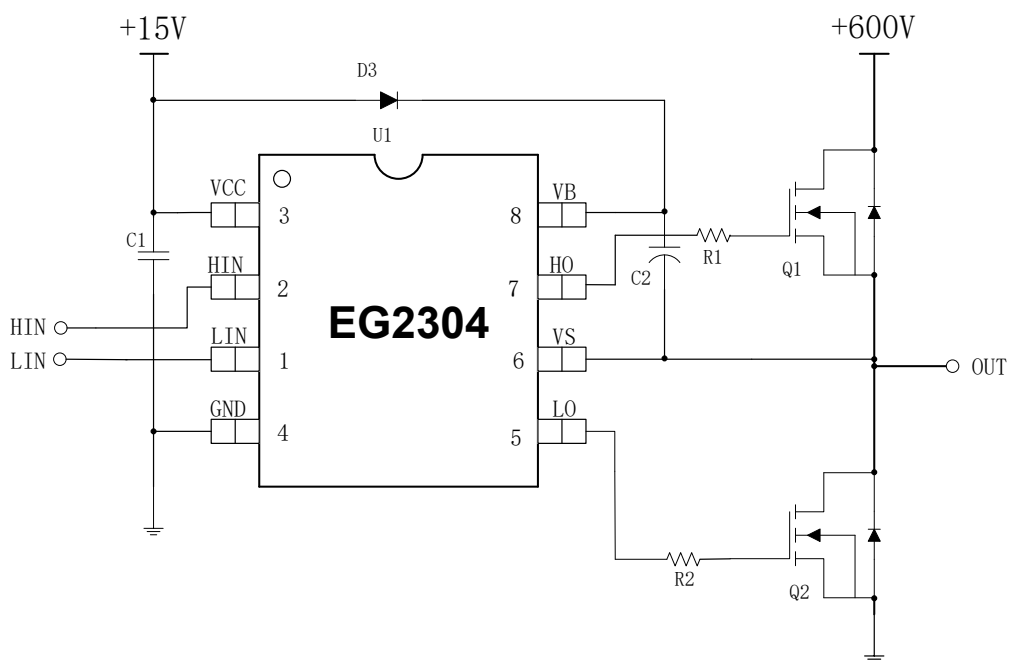 +15V
+600V
D3
U1
VCC
3
8
VB
C1
HIN
2
7
HO
C2
R1
Q1
EG2304
HIN
LIN
LIN
1
6
VS
OUT
GND
4
5
LO
R2
Q2